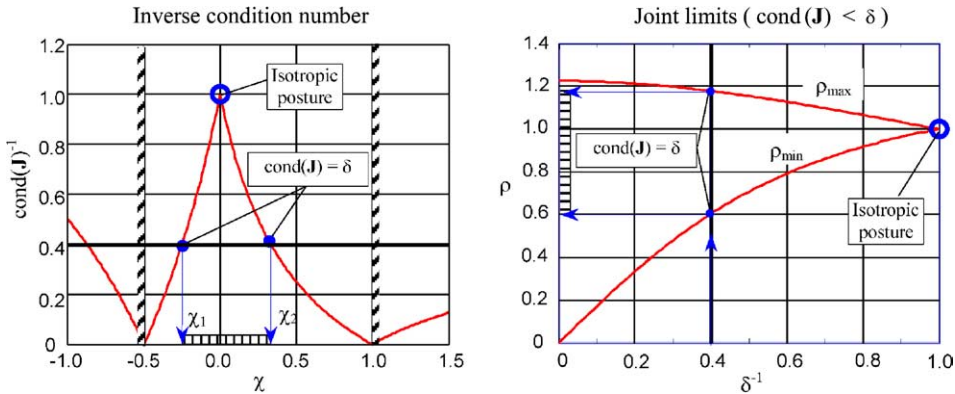 Inverse condition number
1.2
1.0
0.8
0.6
0.4
0.2
0
cond(J)-1
Isotropic
posture
cond(J) = δ
χ1
χ2
-1.0
-0.5
0.0
0.5
1.0
1.5
χ
Joint limits ( cond (J) < δ )
1.4
1.2
1.0
0.8
0.6
0.4
0.2
0
ρ
ρmax
cond(J) = δ
ρmin
Isotropic
posture
0.0
0.2
0.4
0.6
0.8
1.0
δ-1